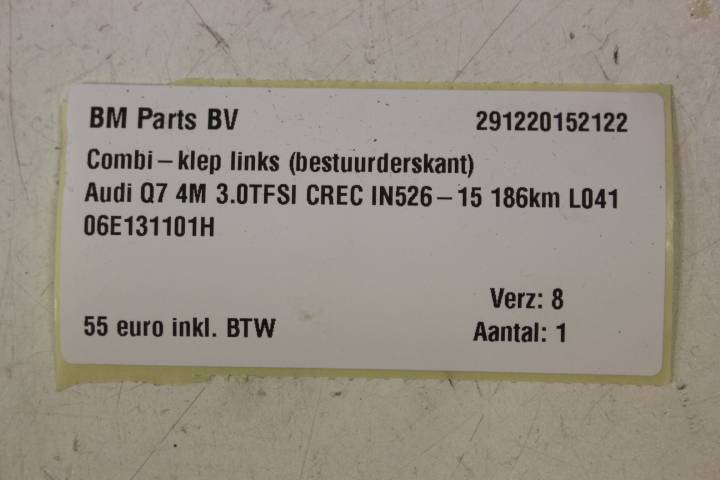 BM Parts BV 291220152122
Combi-klep links (bestuurderskant)
Audi Q7 4M 3.0TFSI CREC IN526-15 186km L041
06E131101H
Verz: 8
55 euro inkl. BTW Aantal: 1